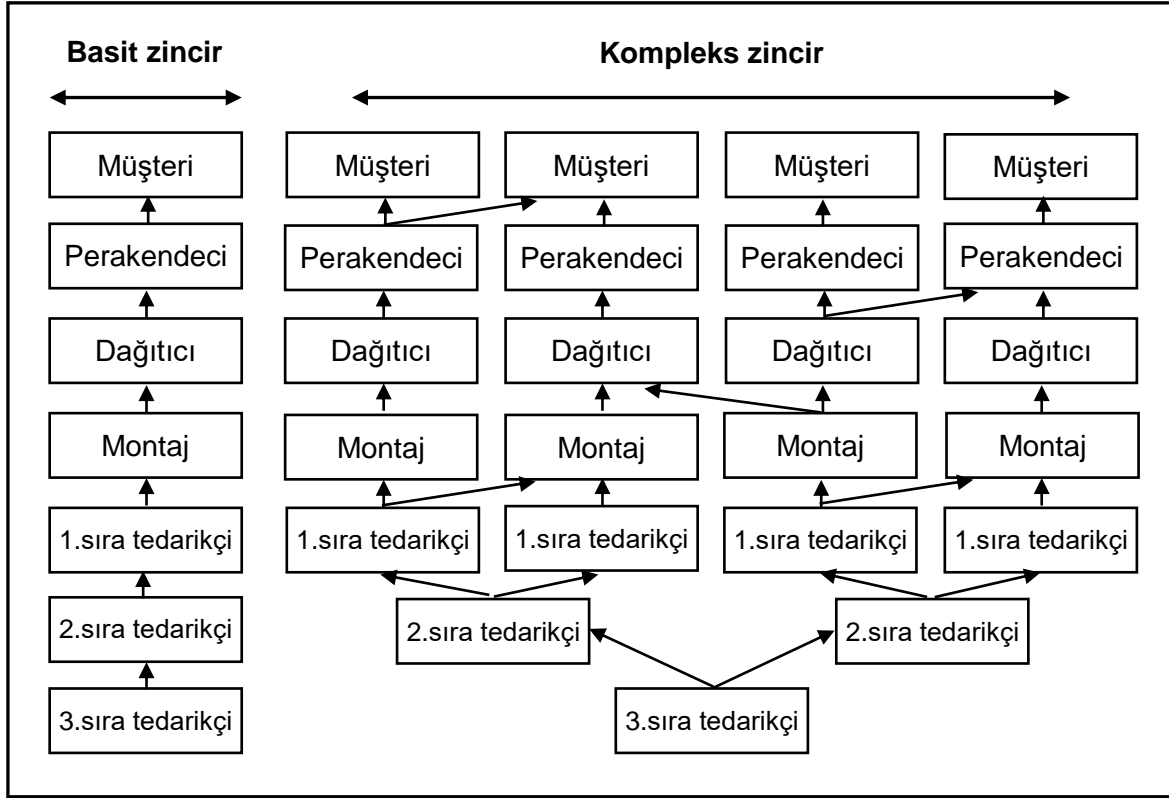 Basit zincir
Kompleks zincir
Müşteri
Perakendeci
Dağıtıcı
Montaj
1.sıra tedarikçi
2.sıra tedarikçi
3.sıra tedarikçi
Müşteri
Müşteri
Müşteri
Müşteri
Perakendeci
Perakendeci
Perakendeci
Perakendeci
Dağıtıcı
Dağıtıcı
Dağıtıcı
Dağıtıcı
Montaj
Montaj
Montaj
Montaj
1.sıra tedarikçi
1.sıra tedarikçi
1.sıra tedarikçi
1.sıra tedarikçi
2.sıra tedarikçi
2.sıra tedarikçi
3.sıra tedarikçi